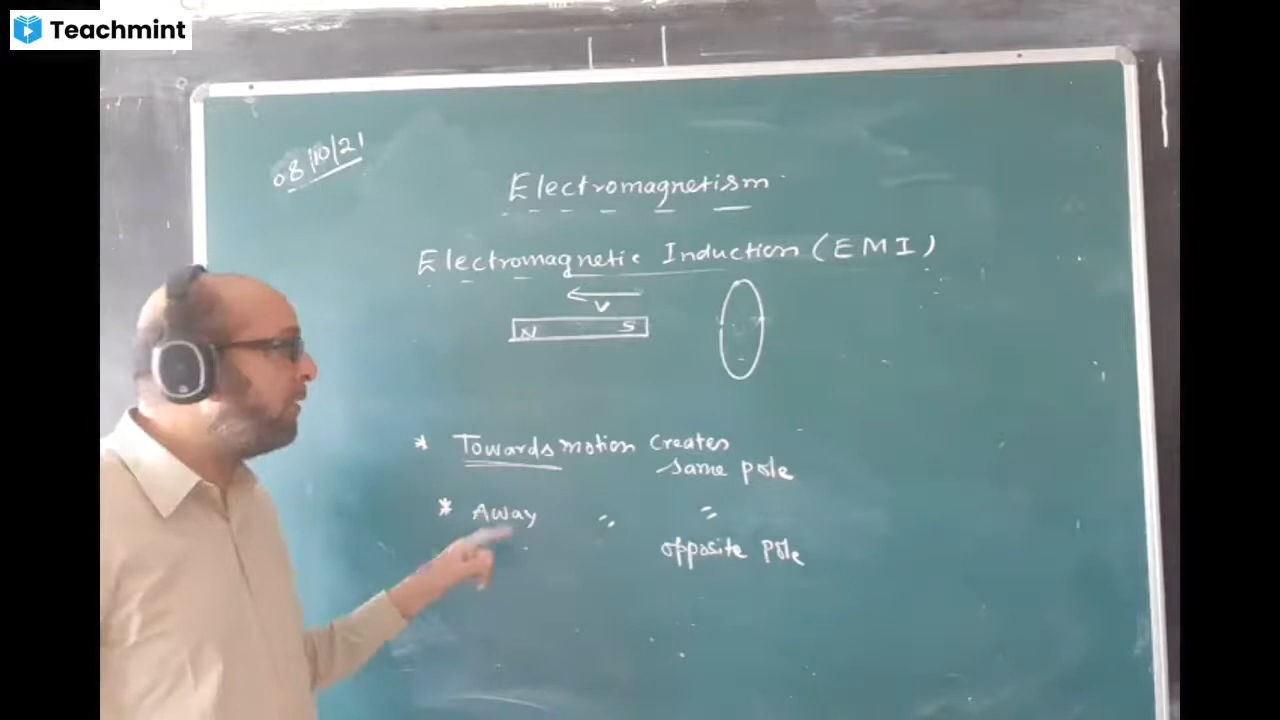 Teachmint
08/10/21
Electromagnetism
Electromagnetic Induction (EMI)
V
N S
* Towards motion creates
same pole
* Away " "
opposite pole